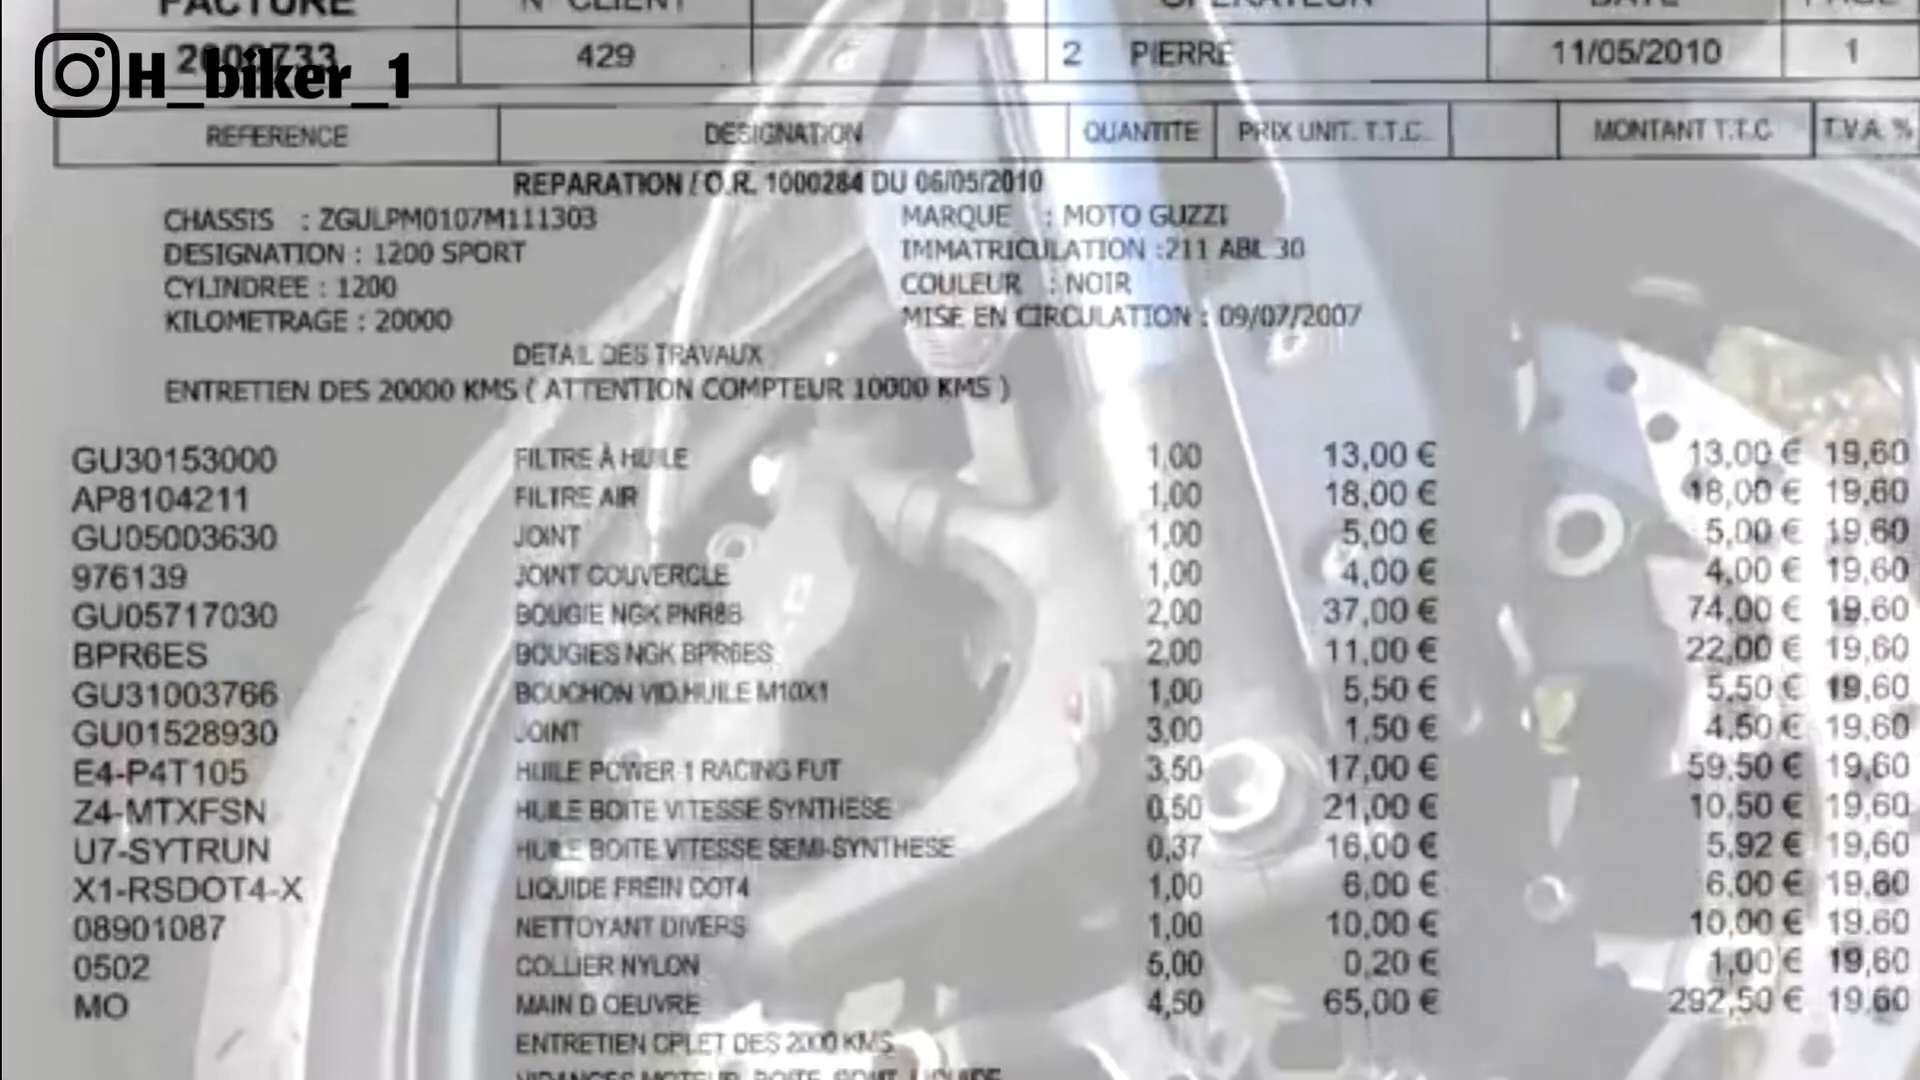 FACTURE N° CLIENT OPERATEUR DATE PAGE
429 2 PIERRE 11/05/2010 1
H_biker_1
REFERENCE DESIGNATION QUANTITE PRIX UNIT. T.T.C. MONTANT T.T.C T.V.A. %
REPARATION / O.R. 1000284 DU 06/05/2010
CHASSIS : ZGULPM0107M111303 MARQUE : MOTO GUZZI
DESIGNATION : 1200 SPORT IMMATRICULATION :211 ABL 30
CYLINDREE : 1200 COULEUR : NOIR
KILOMETRAGE : 20000 MISE EN CIRCULATION : 09/07/2007
DETAIL DES TRAVAUX
ENTRETIEN DES 20000 KMS ( ATTENTION COMPTEUR 10000 KMS )
GU30153000 FILTRE À HUILE 1,00 13,00 € 13,00 € 19,60
AP8104211 FILTRE AIR 1,00 18,00 € 18,00 € 19,60
GU05003630 JOINT 1,00 5,00 € 5,00 € 19,60
976139 JOINT COUVERCLE 1,00 4,00 € 4,00 € 19,60
GU05717030 BOUGIE NGK PNR8B 2,00 37,00 € 74,00 € 19,60
BPR6ES BOUGIES NGK BPR6ES 2,00 11,00 € 22,00 € 19,60
GU31003766 BOUCHON VID.HUILE M10X1 1,00 5,50 € 5,50 € 19,60
GU01528930 JOINT 3,00 1,50 € 4,50 € 19,60
E4-P4T105 HUILE POWER 1 RACING FUT 3,50 17,00 € 59,50 € 19,60
Z4-MTXFSN HUILE BOITE VITESSE SYNTHESE 0,50 21,00 € 10,50 € 19,60
U7-SYTRUN HUILE BOITE VITESSE SEMI-SYNTHESE 0,37 16,00 € 5,92 € 19,60
X1-RSDOT4-X LIQUIDE FREIN DOT4 1,00 6,00 € 6,00 € 19,60
08901087 NETTOYANT DIVERS 1,00 10,00 € 10,00 € 19,60
0502 COLLIER NYLON 5,00 0,20 € 1,00 € 19,60
MO MAIN D OEUVRE 4,50 65,00 € 292,50 € 19,60
ENTRETIEN CPLET DES 2000 KMS
VIDANGES MOTEUR, BOITE, PONT, LIQUIDE